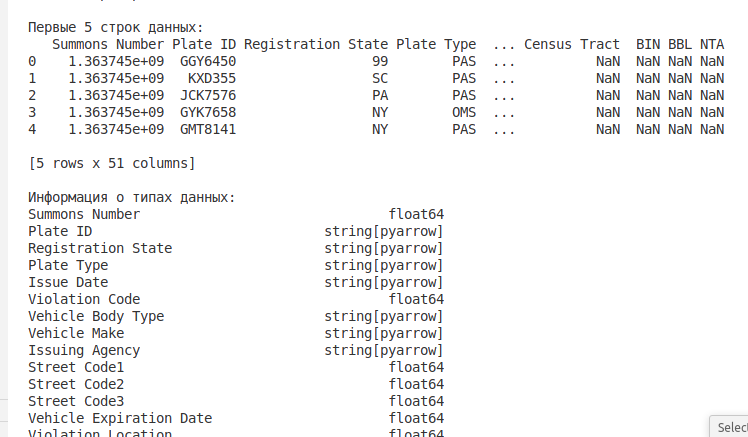 Первые 5 строк данных:
Summons Number Plate ID Registration State Plate Type ... Census Tract BIN BBL NTA
0 1.363745e+09 GGY6450 99 PAS ... NaN NaN NaN NaN
1 1.363745e+09 KXD355 SC PAS ... NaN NaN NaN NaN
2 1.363745e+09 JCK7576 PA PAS ... NaN NaN NaN NaN
3 1.363745e+09 GYK7658 NY OMS ... NaN NaN NaN NaN
4 1.363745e+09 GMT8141 NY PAS ... NaN NaN NaN NaN
[5 rows x 51 columns]
Информация о типах данных:
Summons Number float64
Plate ID string[pyarrow]
Registration State string[pyarrow]
Plate Type string[pyarrow]
Issue Date string[pyarrow]
Violation Code float64
Vehicle Body Type string[pyarrow]
Vehicle Make string[pyarrow]
Issuing Agency string[pyarrow]
Street Code1 float64
Street Code2 float64
Street Code3 float64
Vehicle Expiration Date float64
Violation Location float64
Select